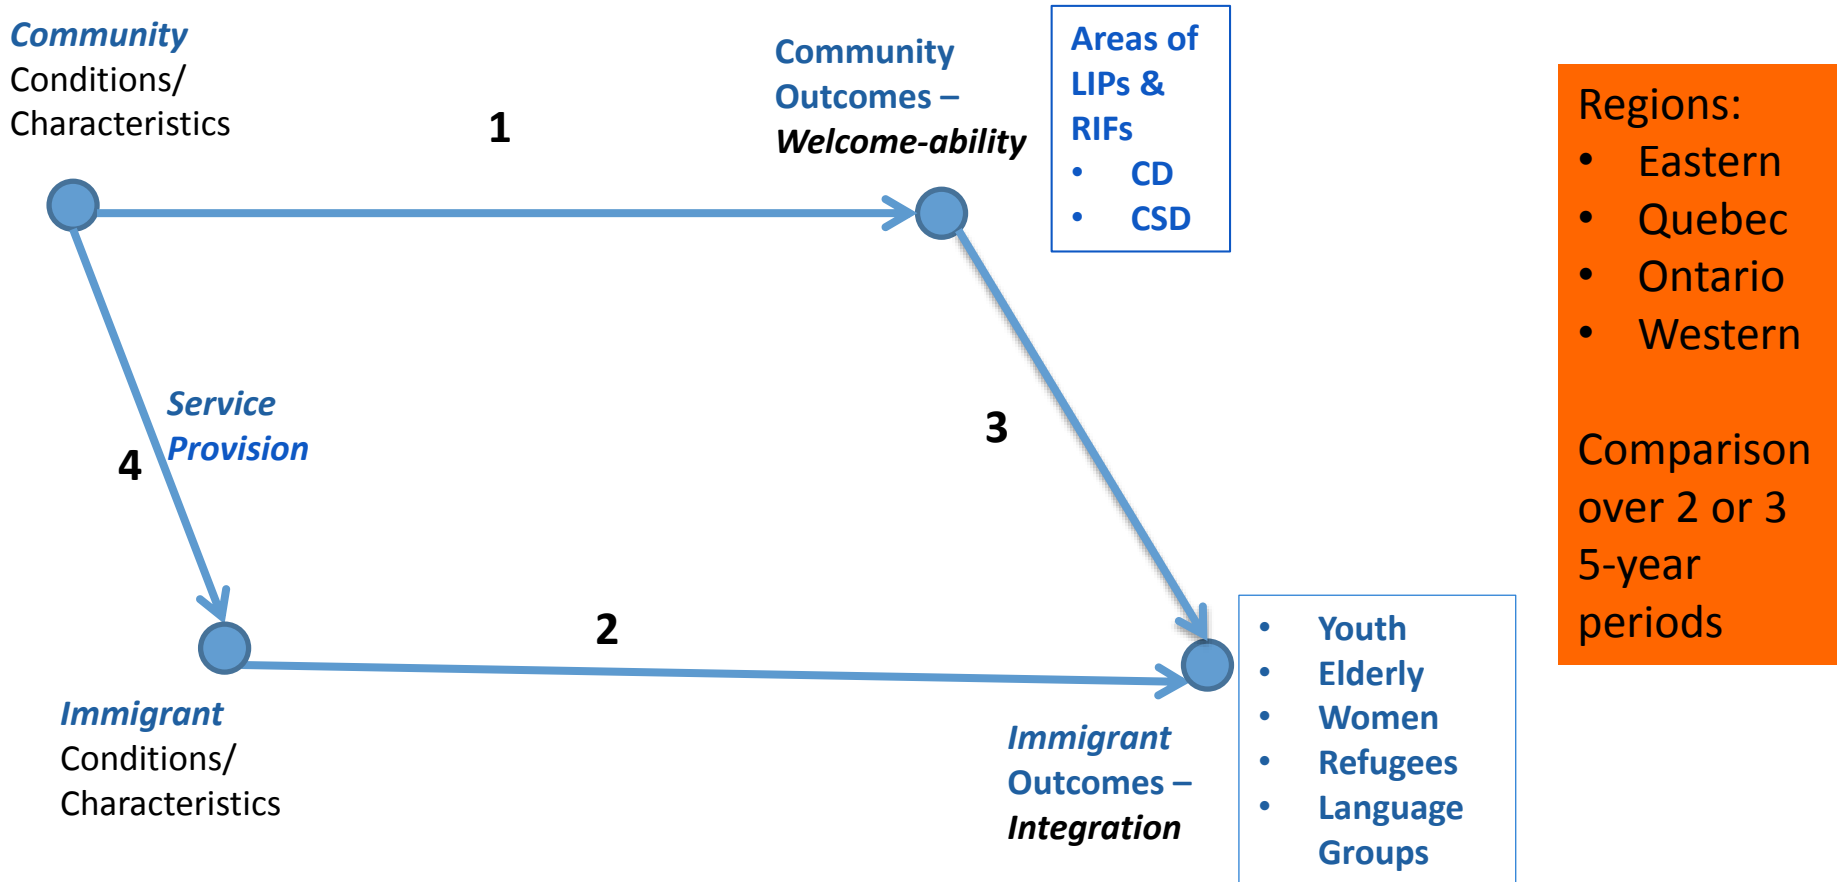 Community
Conditions/
Characteristics
1
Community
Outcomes –
Welcome-ability
Areas of
LIPs &
RIFs
• CD
• CSD
Regions:
• Eastern
• Quebec
• Ontario
• Western
Comparison
over 2 or 3
5-year
periods
Service
Provision
4
3
2
Immigrant
Conditions/
Characteristics
Immigrant
Outcomes –
Integration
• Youth
• Elderly
• Women
• Refugees
• Language
Groups